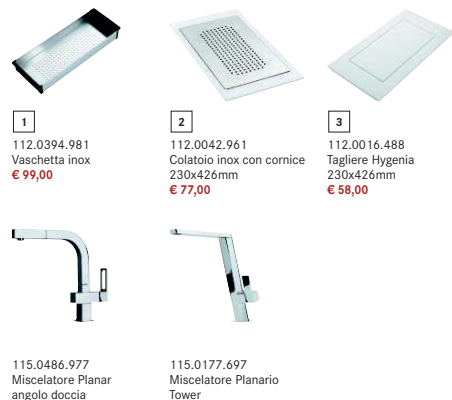 1
112.0394.981
Vaschetta inox
€ 99,00
2
112.0042.961
Colatoio inox con cornice
230x426mm
€ 77,00
3
112.0016.488
Tagliere Hygenia
230x426mm
€ 58,00
115.0486.977
Miscelatore Planar
angolo doccia
115.0177.697
Miscelatore Planario
Tower